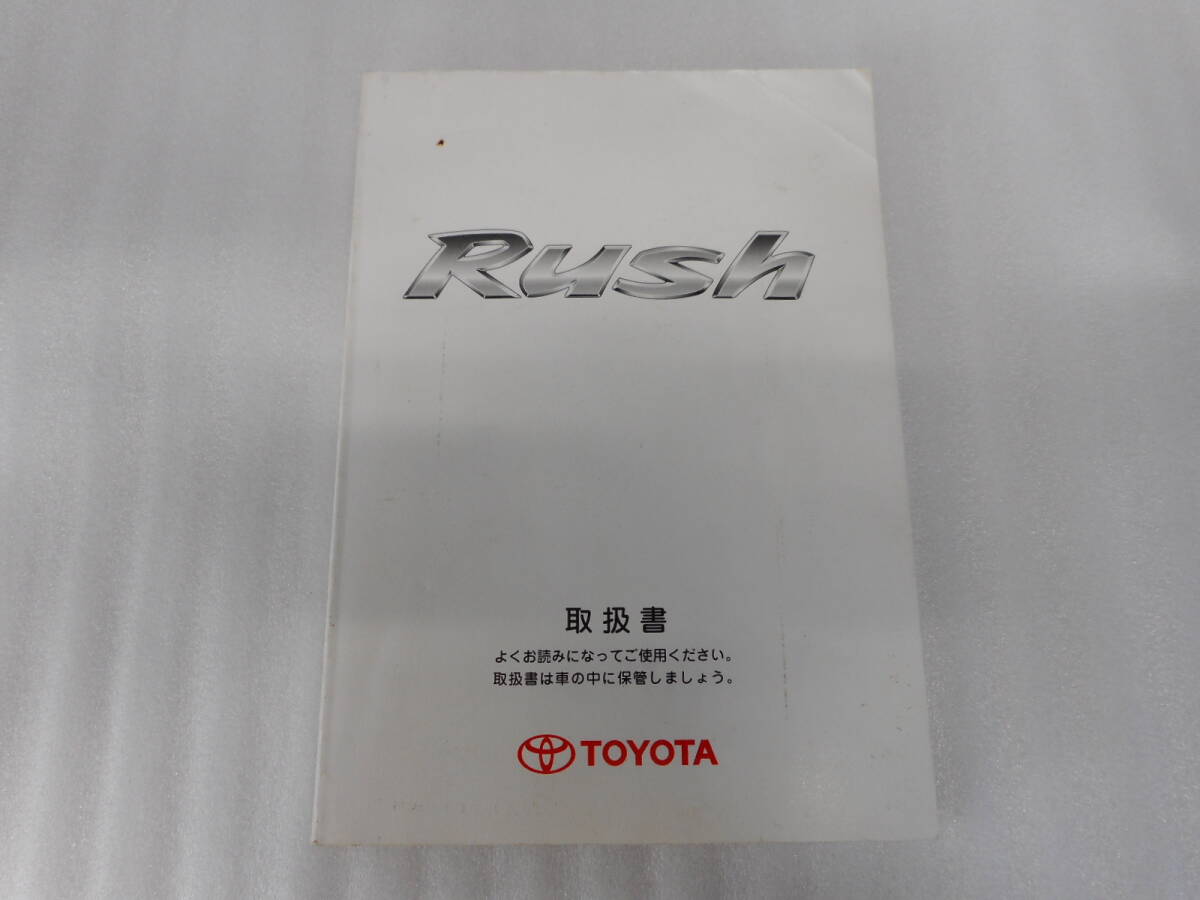 Rush
取扱書
よくお読みになってご使用ください。
取扱書は車の中に保管しましょう。
TOYOTA